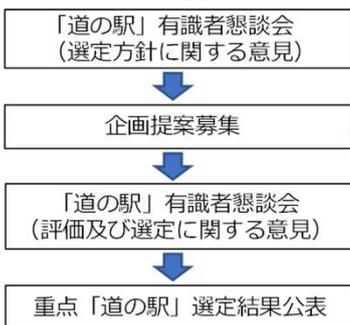 「道の駅」有識者懇談会
（選定方針に関する意見）
企画提案募集
「道の駅」有識者懇談会
（評価及び選定に関する意見）
重点「道の駅」選定結果公表